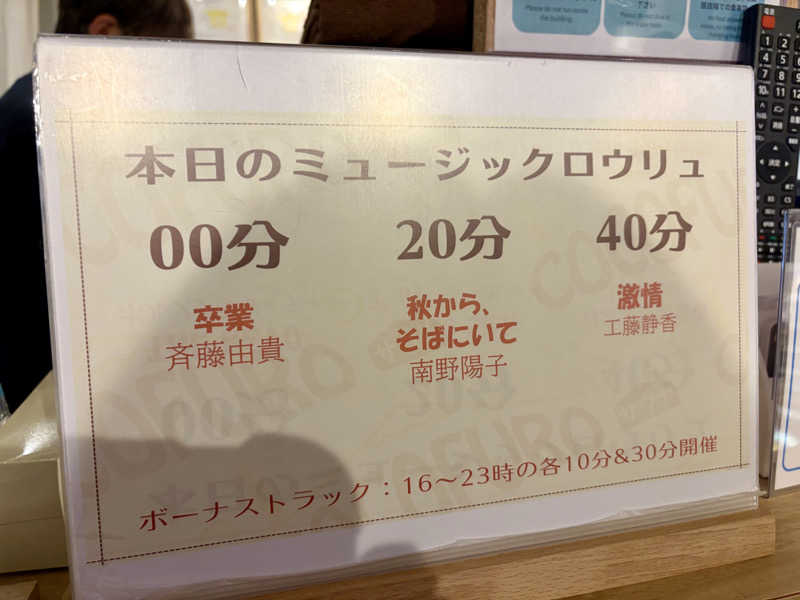 本日のミュージックロウリュ
00分
卒業
斉藤由貴
20分
秋から、
そばにいて
南野陽子
40分
激情
工藤静香
ボーナストラック：16〜23時の各10分&30分開催